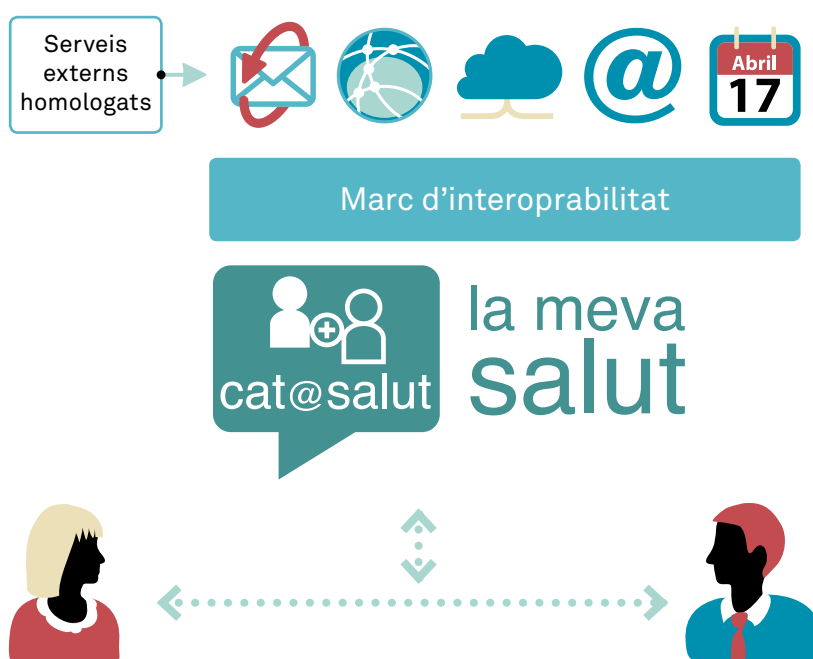 Serveis
externs
homologats
@
Abril
17
Marc d'interoprabilitat
la meva
salut
cat@salut